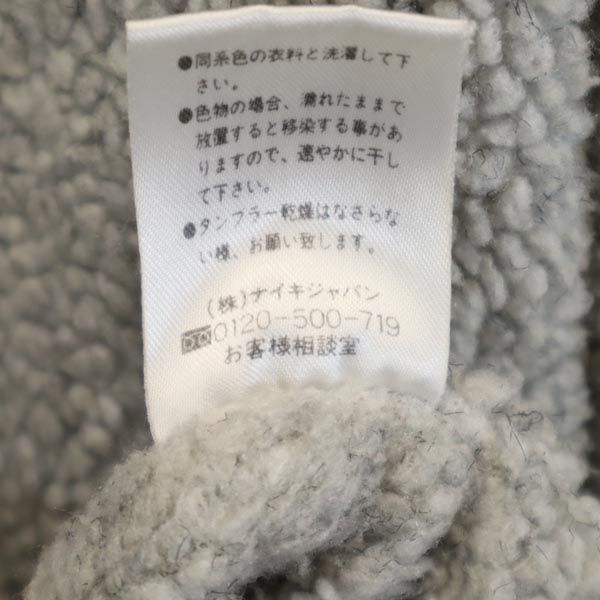 ●同系色の衣料と洗濯して下
さい。
●色物の場合、濡れたままで
放置すると移染する事があ
りますので、速やかに干し
て下さい。
●タンブラー乾燥はなさらな
い様、お願い致します。
(株)ナイキジャパン
0120-500-719
お客様相談室